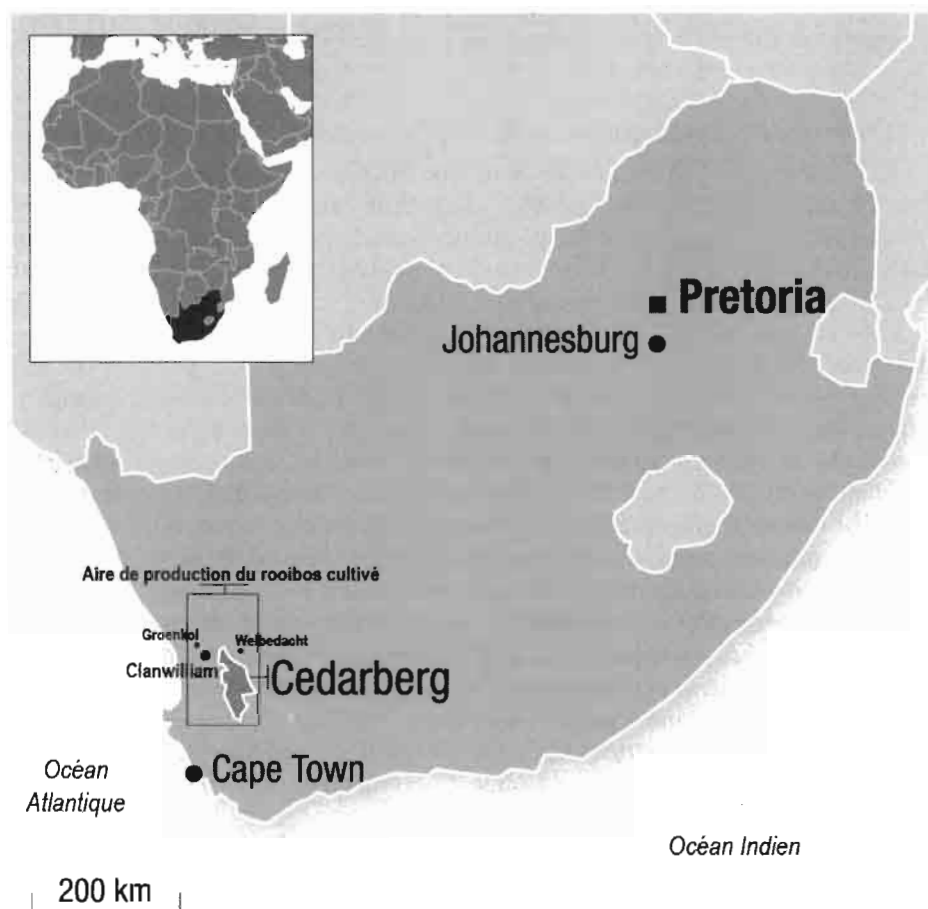 Pretoria
Johannesburg
Aire de production du rooibos cultivé
Groenkol
Welbedacht
Clanwilliam
Cedarberg
Cape Town
Océan
Atlantique
Océan Indien
200 km